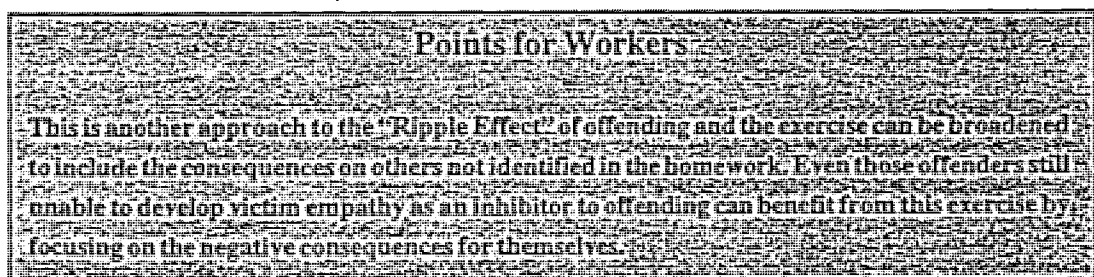 Points for Workers
This is another approach to the "Ripple Effect" of offending and the exercise can be broadened
to include the consequences on others not identified in the homework. Even those offenders still
unable to develop victim empathy as an inhibitor to offending can benefit from this exercise by
focusing on the negative consequences for themselves.